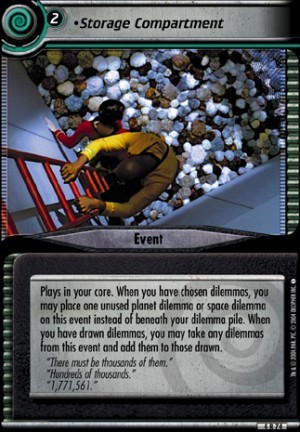 2
•Storage Compartment
Event
Plays in your core. When you have chosen dilemmas, you
may place one unused planet dilemma or space dilemma
on this event instead of beneath your dilemma pile. When
you have drawn dilemmas, you may take any dilemmas
from this event and add them to those drawn.
"There must be thousands of them."
"Hundreds of thousands."
"1,771,561."
6 R 74